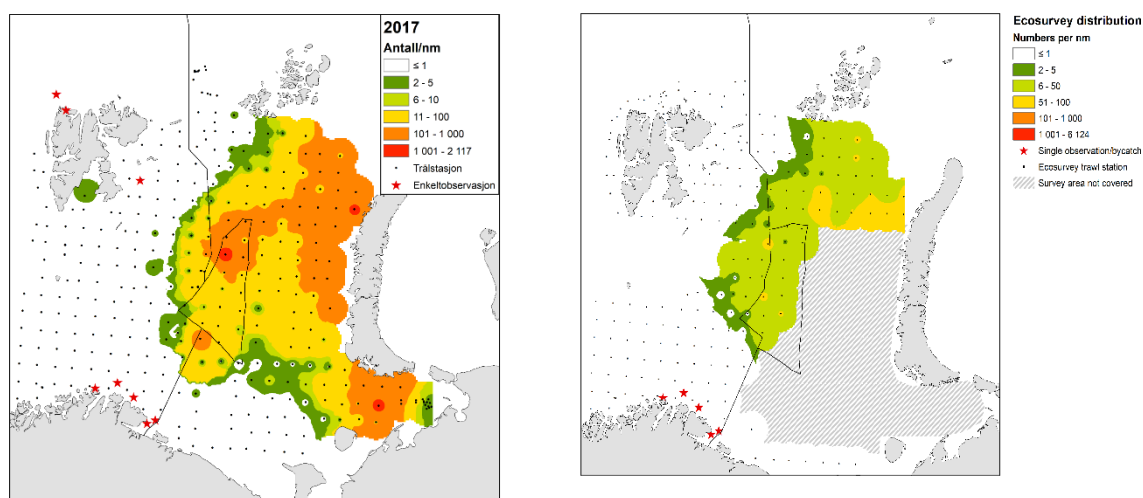 2017
Antall/nm
≤ 1
2 - 5
6 - 10
11 - 100
101 - 1 000
1 001 - 2 117
Trålstasjon
Enkeltobservasjon
Ecosurvey distribution
Numbers per nm
≤ 1
2 - 5
6 - 50
51 - 100
101 - 1 000
1 001 - 6 124
Single observation/bycatch
Ecosurvey trawl station
Survey area not covered